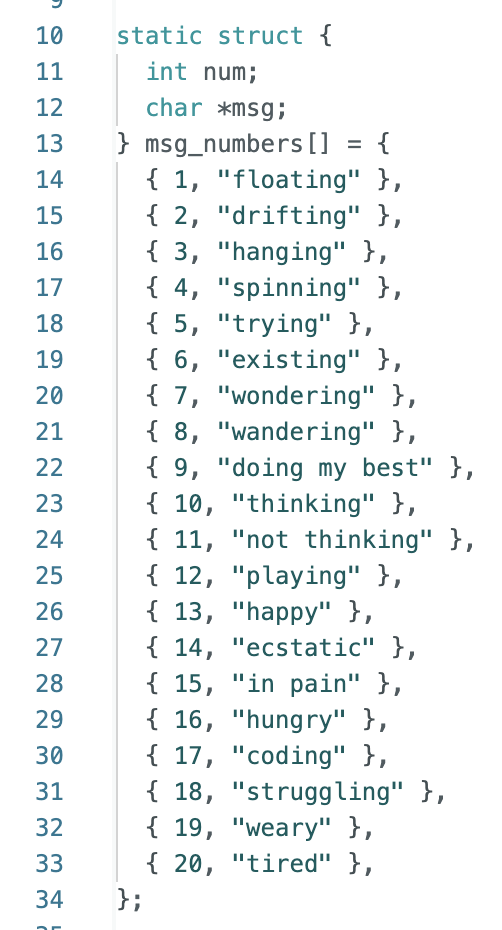 10 static struct {
11   int num;
12   char *msg;
13 } msg_numbers[] = {
14   { 1, "floating" },
15   { 2, "drifting" },
16   { 3, "hanging" },
17   { 4, "spinning" },
18   { 5, "trying" },
19   { 6, "existing" },
20   { 7, "wondering" },
21   { 8, "wandering" },
22   { 9, "doing my best" },
23   { 10, "thinking" },
24   { 11, "not thinking" },
25   { 12, "playing" },
26   { 13, "happy" },
27   { 14, "ecstatic" },
28   { 15, "in pain" },
29   { 16, "hungry" },
30   { 17, "coding" },
31   { 18, "struggling" },
32   { 19, "weary" },
33   { 20, "tired" },
34 };